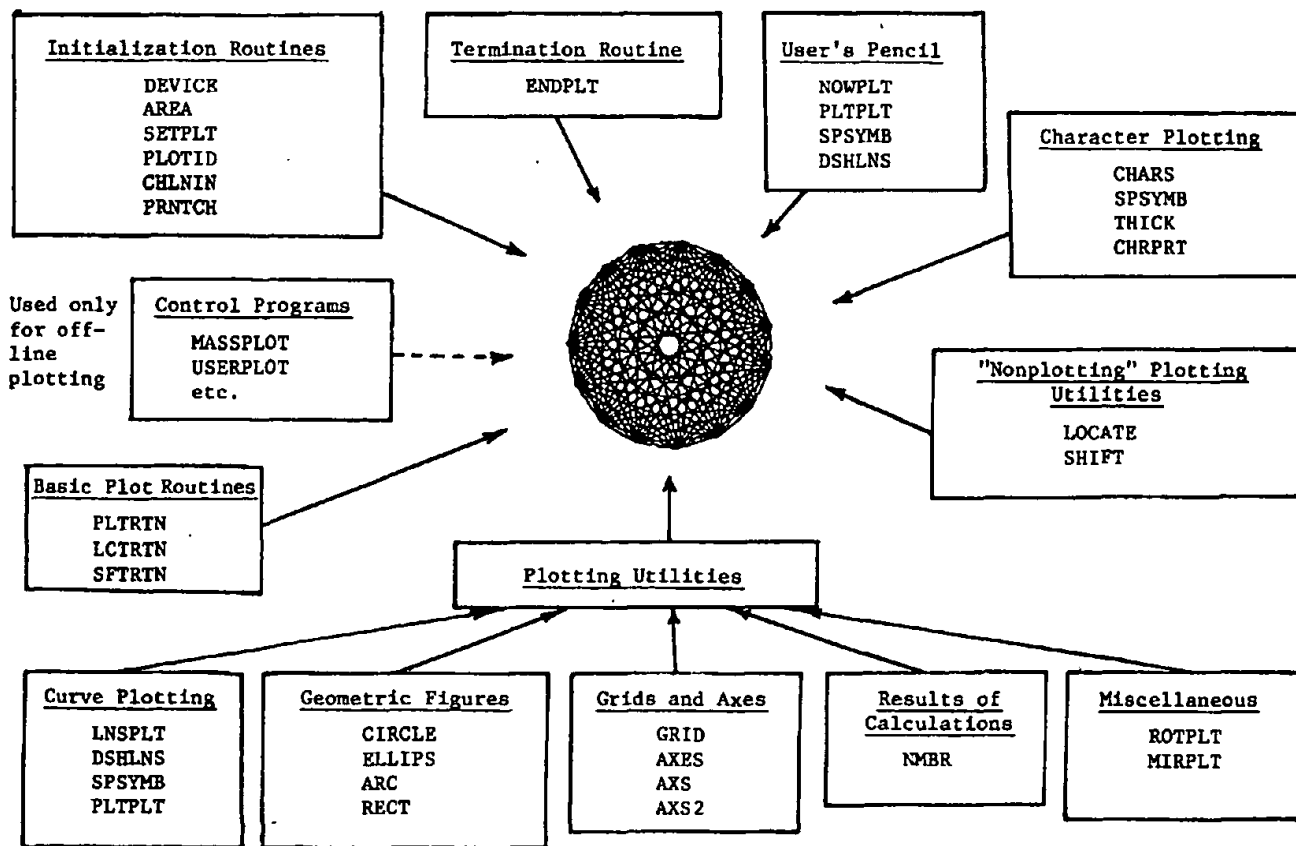 Initialization Routines
DEVICE
AREA
SETPLT
PLOTID
CHLNIN
PRNTCH
Termination Routine
ENDPLT
User's Pencil
NOWPLT
PLTPLT
SPSYMB
DSHLNS
Character Plotting
CHARS
SPSYMB
THICK
CHRPRT
Used only
for off-
line
plotting
Control Programs
MASSPLOT
USERPLOT
etc.
"Nonplotting" Plotting
Utilities
LOCATE
SHIFT
Basic Plot Routines
PLTRTN
LCTRTN
SFTRTN
Plotting Utilities
Curve Plotting
LNSPLT
DSHLNS
SPSYMB
PLTPLT
Geometric Figures
CIRCLE
ELLIPS
ARC
RECT
Grids and Axes
GRID
AXES
AXS
AXS2
Results of
Calculations
NMBR
Miscellaneous
ROTPLT
MIRPLT